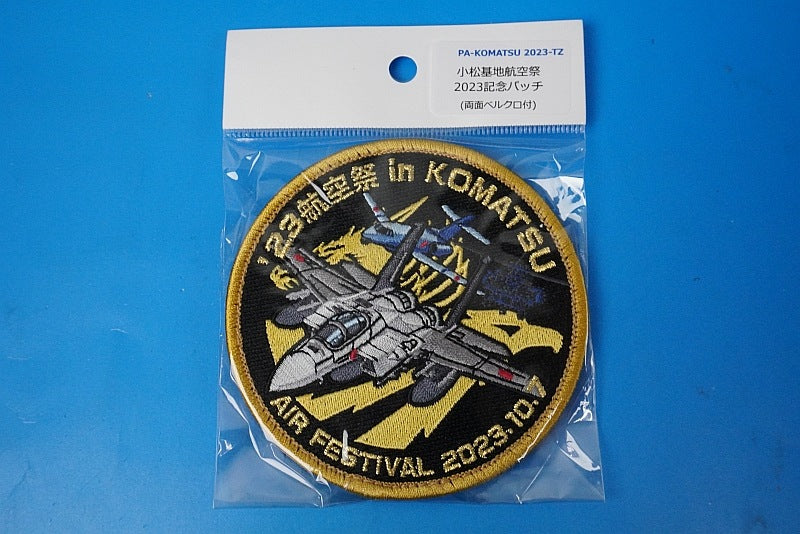 PA-KOMATSU 2023-TZ
小松基地航空祭
2023記念パッチ
(両面ベルクロ付)
'23航空祭 in KOMATSU
AIR FESTIVAL 2023.10.7